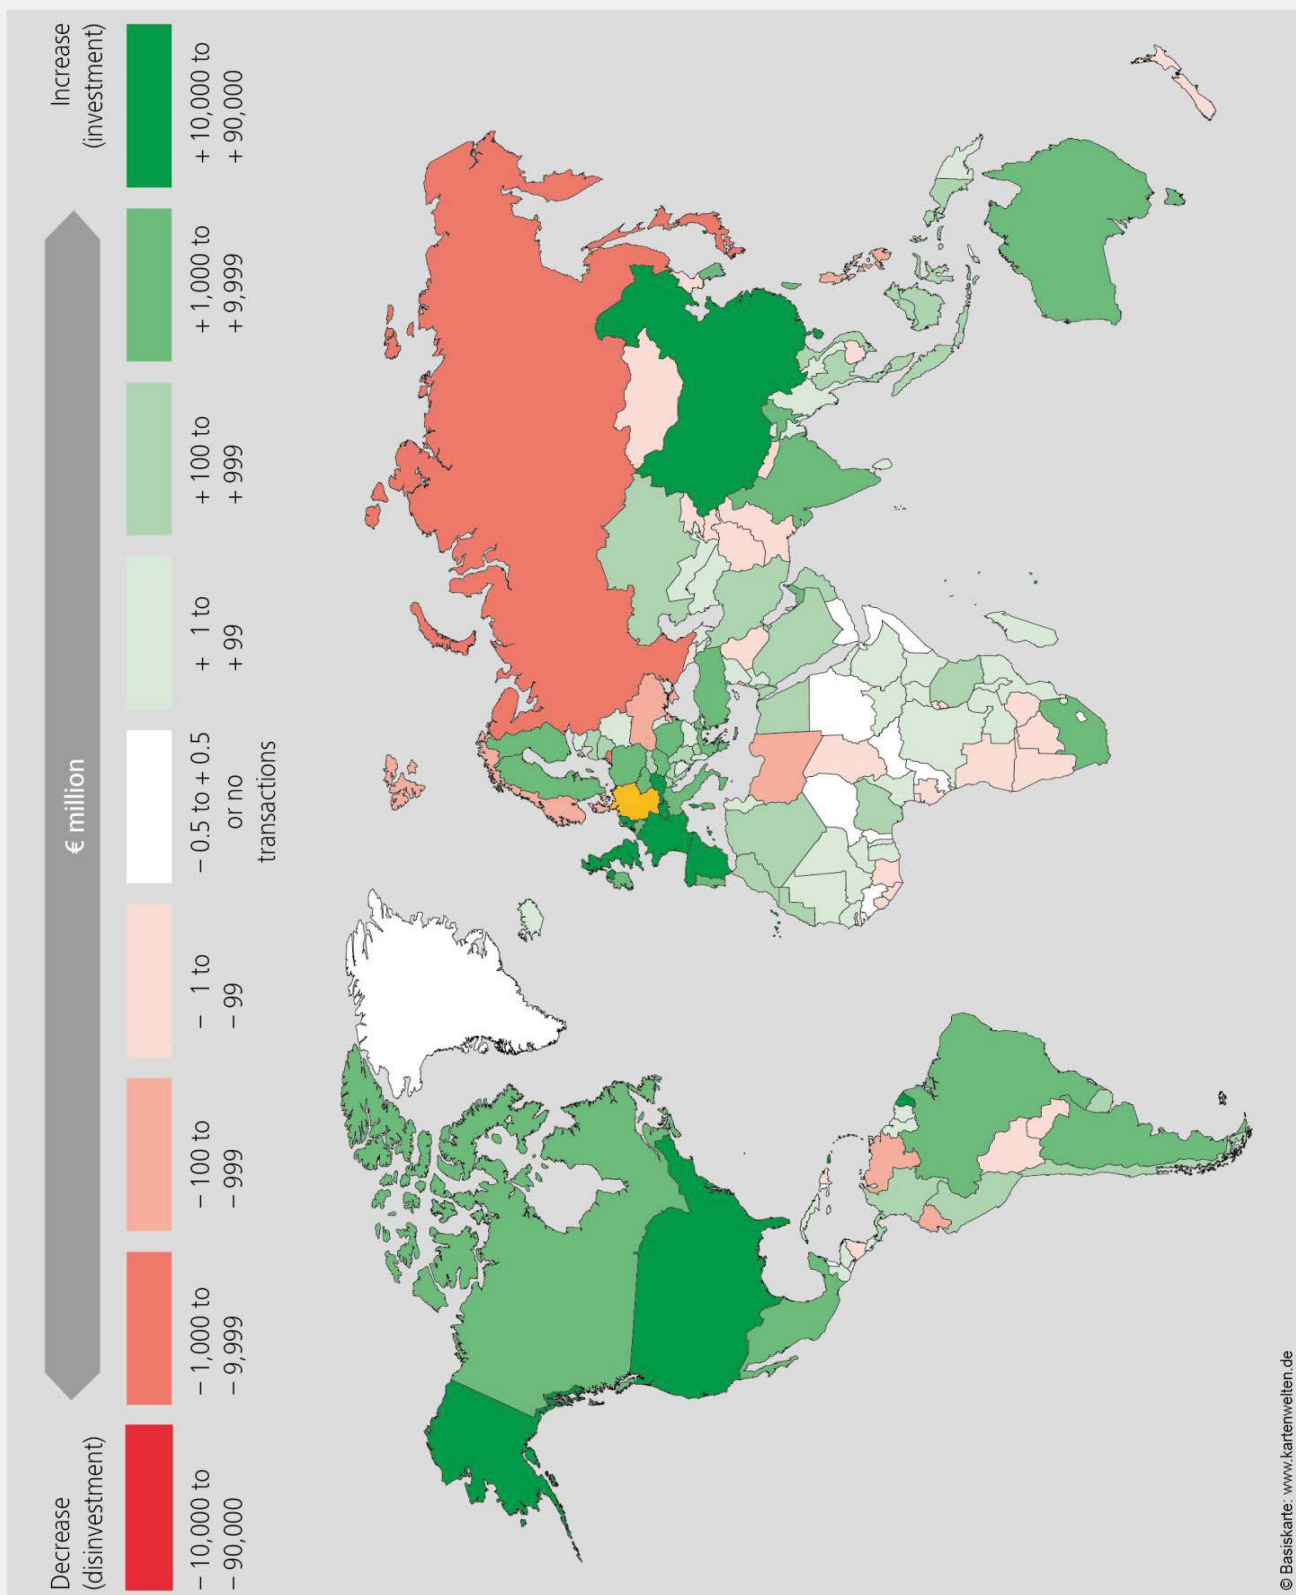 € million
Decrease
(disinvestment)
Increase
(investment)
– 10,000 to
– 90,000
– 1,000 to
– 9,999
– 100 to
– 999
– 1 to
– 99
– 0.5 to + 0.5
or no
transactions
+ 1 to
+ 99
+100 to
+ 999
+ 1,000 to
+ 9,999
+ 10,000 to
+ 90,000
© Basiskarte: www.kartenwelten.de